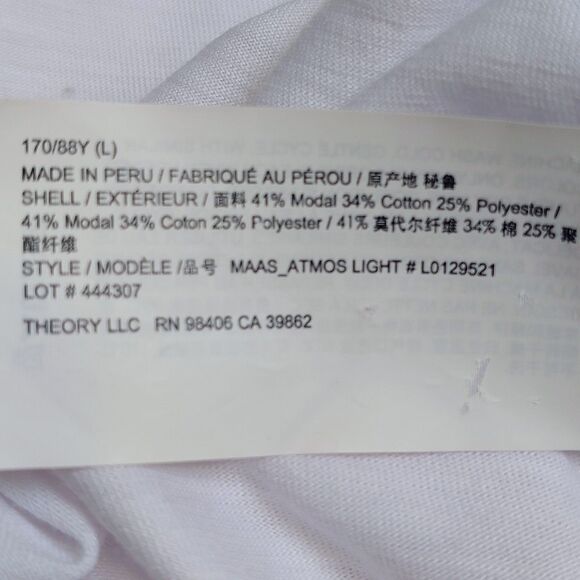 170/88Y (L)
MADE IN PERU / FABRIQUÉ AU PÉROU / 原产地 秘鲁
SHELL / EXTÉRIEUR / 面料 41% Modal 34% Cotton 25% Polyester /
41% Modal 34% Coton 25% Polyester / 41% 莫代尔纤维 34% 棉 25% 聚
酯纤维
STYLE / MODÈLE /品号 MAAS_ATMOS LIGHT # L0129521
LOT # 444307
THEORY LLC RN 98406 CA 39862